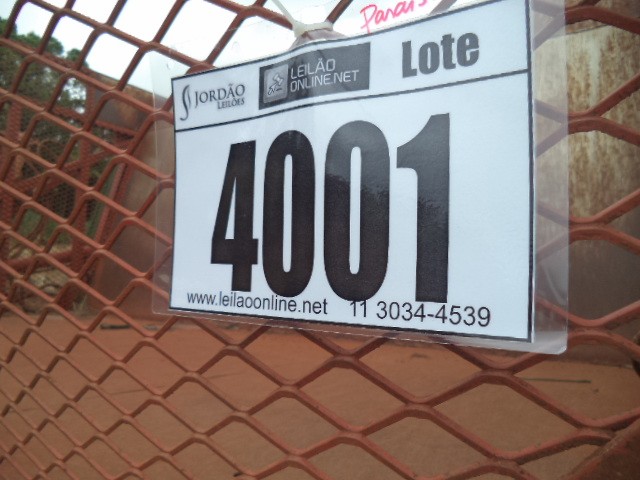 JORDÃO
LEILÕES
LEILÃO
ONLINE.NET
Lote
4001
www.leilaoonline.net 11 3034-4539